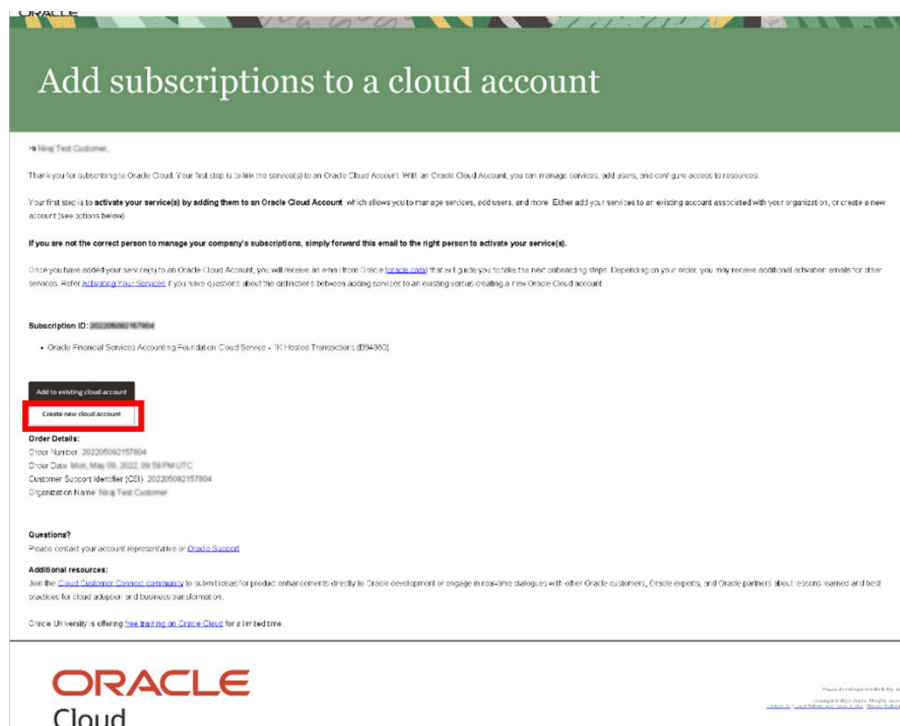 ORACLE
Add subscriptions to a cloud account
Hi Niraj Test Customer,
Thank you for subscribing to Oracle Cloud. Your first step is to link the service(s) to an Oracle Cloud Account. With an Oracle Cloud Account, you can manage services, add users, and configure access to resources.
Your first step is to activate your service(s) by adding them to an Oracle Cloud Account, which allows you to manage services, add users, and more. Either add your services to an existing account associated with your organization, or create a new
account (see options below)
If you are not the correct person to manage your company's subscriptions, simply forward this email to the right person to activate your service(s).
Once you have added your service(s) to an Oracle Cloud Account, you will receive an email from Oracle (oracle.com) that will guide you to take the next onboarding steps. Depending on your order, you may receive additional activation emails for other
services. Refer Activating Your Services if you have questions about the distinctions between adding services to an existing versus creating a new Oracle Cloud account.
Subscription ID: 202205092157804
• Oracle Financial Services Accounting Foundation Cloud Service - 1K Hosted Transactions (B94960)
Add to existing cloud account
Create new cloud account
Order Details:
Order Number: 202205092157804
Order Date: Mon, May 09, 2022, 09:59 PM UTC
Customer Support Identifier (CSI): 202205092157804
Organization Name: Niraj Test Customer
Questions?
Please contact your account representative or Oracle Support
Additional resources:
Join the Cloud Customer Connect community to submit ideas for product enhancements directly to Oracle development or engage in real-time dialogues with other Oracle customers, Oracle experts, and Oracle partners about lessons learned and best
practices for cloud adoption and business transformation.
Oracle University is offering free training on Oracle Cloud for a limited time.
ORACLE
Cloud